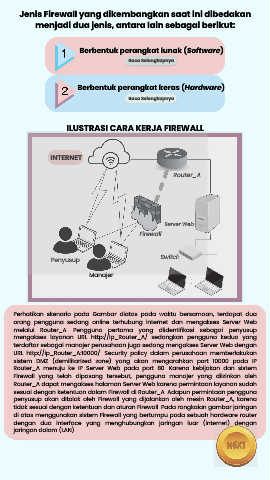 Jenis Firewall yang dikembangkan saat ini dibedakan
menjadi dua jenis, antara lain sebagai berikut:
1
Berbentuk perangkat lunak (Software)
Baca Selengkapnya
2
Berbentuk perangkat keras (Hardware)
Baca Selengkapnya
ILUSTRASI CARA KERJA FIREWALL
INTERNET
Router_A
Firewall
Server Web
Switch
Penyusup
Manajer
Perhatikan skenario pada Gambar diatas pada waktu bersamaan, terdapat dua
orang pengguna sedang online terhubung internet dan mengakses Server Web
melalui Router_A Pengguna pertama yang diidentifikasi sebagai penyusup
mengakses layanan URL http://ip_Router_A/ sedangkan pengguna kedua yang
terdaftar sebagai manajer perusahaan juga sedang mengakses Server Web dengan
URL http://ip_Router_A:10000/ Security policy dalam perusahaan memberlakukan
sistem DMZ (demilitarised zone) yang akan mengarahkan port 10000 pada IP
Router_A menuju ke IP Server Web pada port 80 Karena kebijakan dan sistem
Firewall yang telah dipasang tersebut, pengguna manajer yang diizinkan oleh
Router_A dapat mengakses halaman Server Web karena permintaan layanan sudah
sesuai dengan ketentuan dalam Firewall di Router_A Adapun permintaan pengguna
penyusup akan ditolak oleh Firewall yang dijalankan oleh mesin Router_A, karena
tidak sesuai dengan ketentuan dan aturan Firewall Pada rangkaian gambar jaringan
di atas menggunakan sistem Firewall yang bertumpu pada sebuah hardware router
dengan dua interface yang menghubungkan jaringan luar (internet) dengan
jaringan dalam (LAN)
NEXT